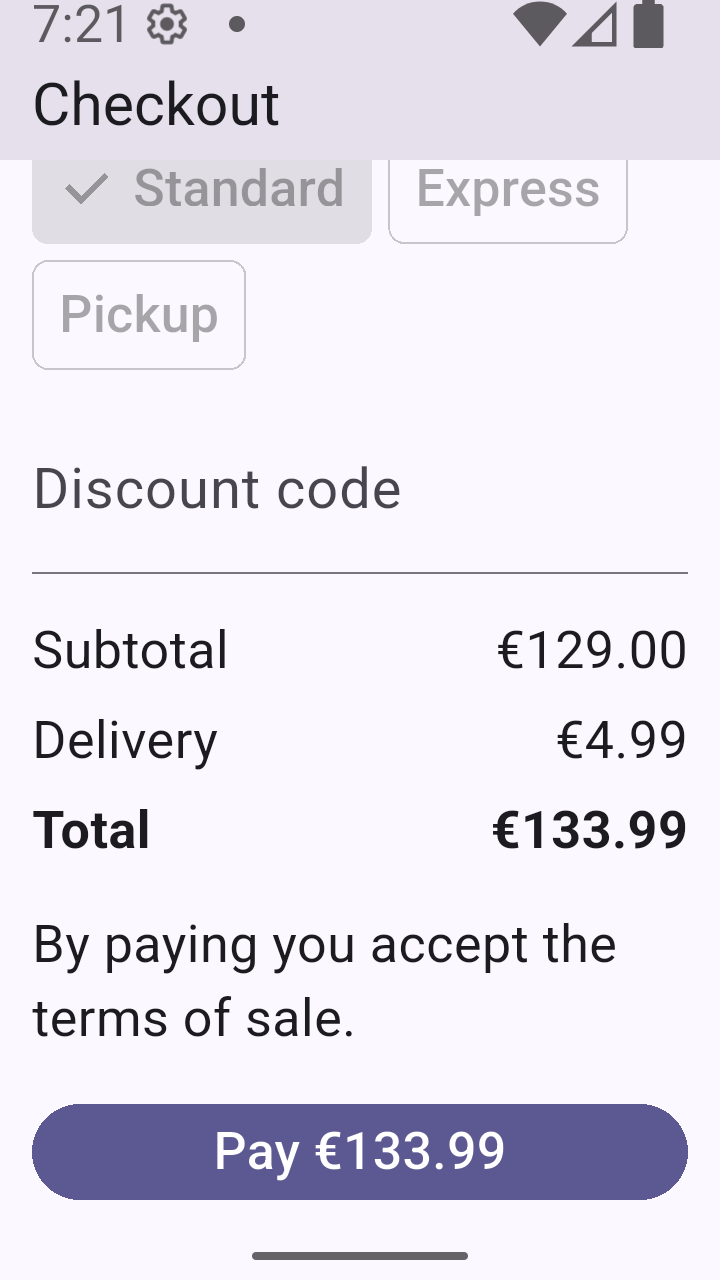 7:21
Checkout
Standard Express
Pickup
Discount code
Subtotal €129.00
Delivery €4.99
Total €133.99
By paying you accept the
terms of sale.
Pay €133.99